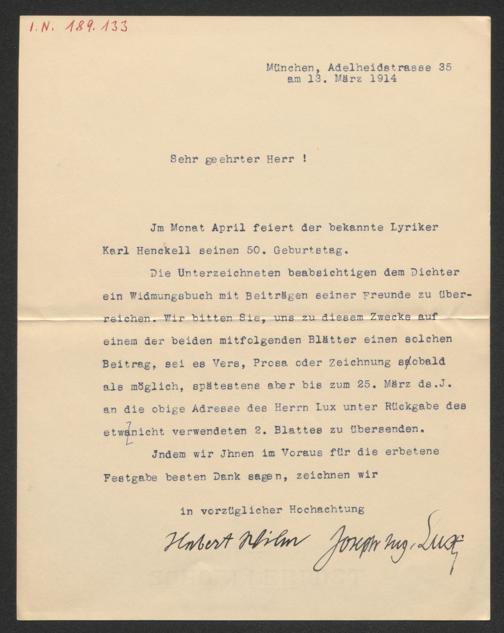 I.N. 189.133
München, Adelheidstrasse 35
am 13. März 1914
Sehr geehrter Herr !
Jm Monat April feiert der bekannte Lyriker
Karl Henckell seinen 50. Geburtstag.
Die Unterzeichneten beabsichtigen dem Dichter
ein Widmungsbuch mit Beiträgen seiner Freunde zu über-
reichen. Wir bitten Sie, uns zu diesem Zwecke auf
einem der beiden mitfolgenden Blätter einen solchen
Beitrag, sei es Vers, Prosa oder Zeichnung sobald
als möglich, spätestens aber bis zum 25. März ds.J.
an die obige Adresse des Herrn Lux unter Rückgabe des
etwa nicht verwendeten 2. Blattes zu übersenden.
Jndem wir Jhnen im Voraus für die erbetene
Festgabe besten Dank sagen, zeichnen wir
in vorzüglicher Hochachtung
Hubert Wilm Joseph Aug. Lux